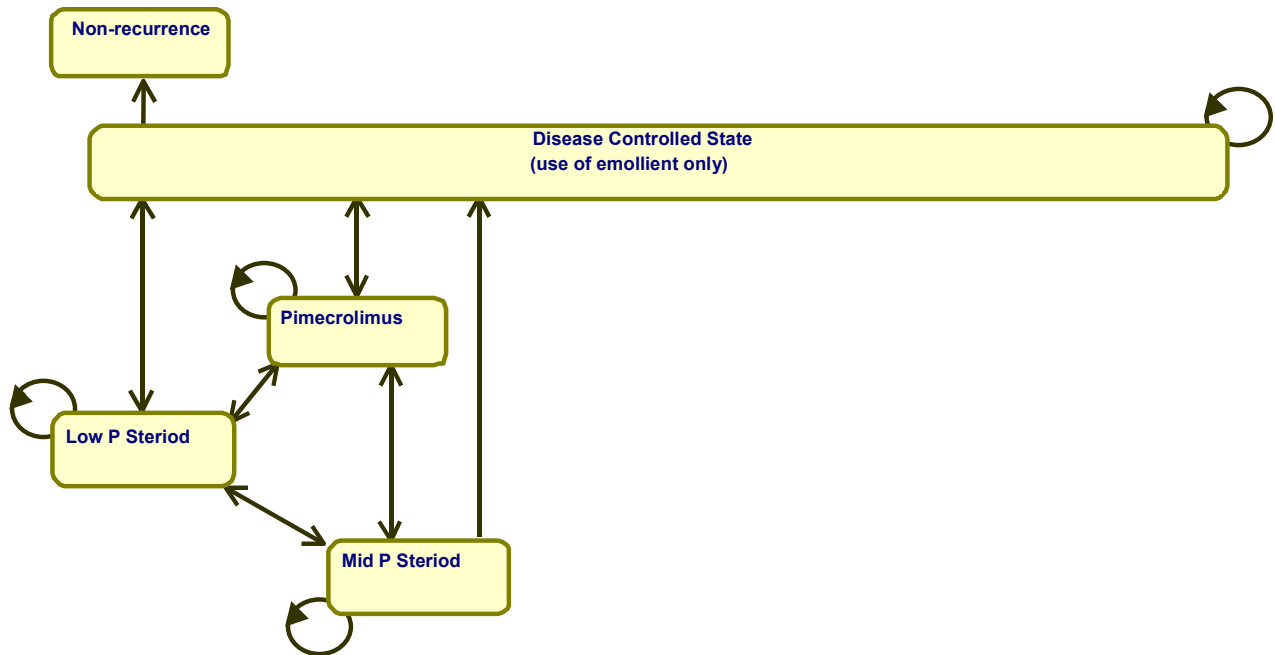 Non-recurrence
Disease Controlled State
(use of emollient only)
Pimecrolimus
Low P Steriod
Mid P Steriod